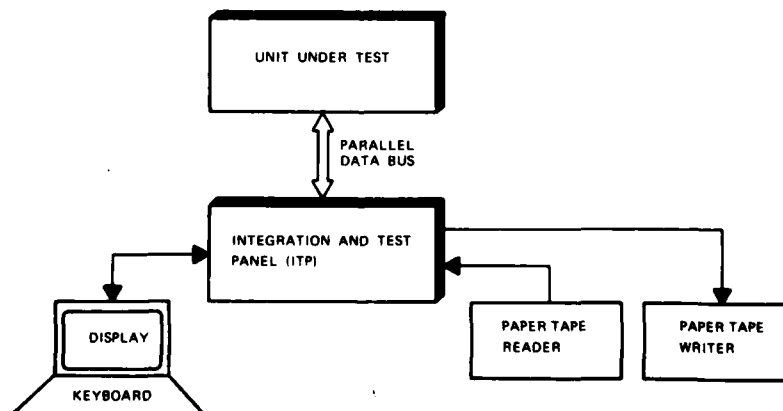 UNIT UNDER TEST
PARALLEL
DATA BUS
INTEGRATION AND TEST
PANEL (ITP)
DISPLAY
KEYBOARD
PAPER TAPE
READER
PAPER TAPE
WRITER